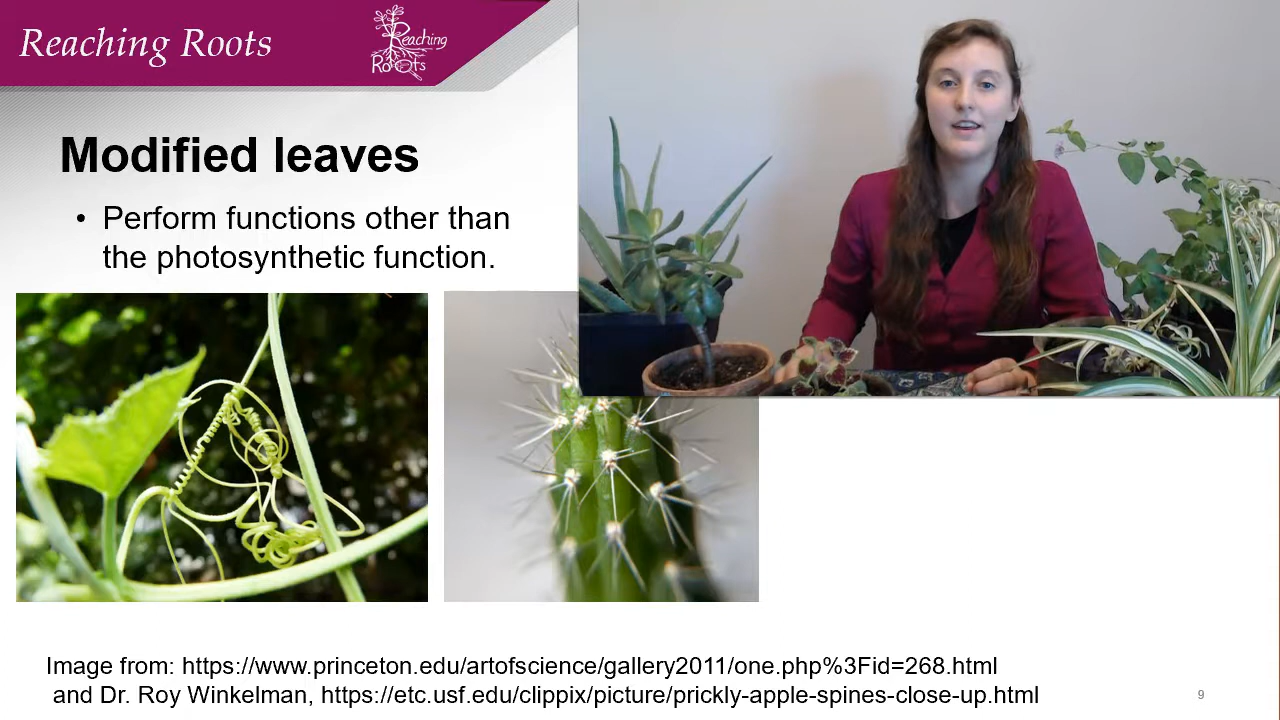 Reaching Roots
Reaching
Roots
Modified leaves
• Perform functions other than
the photosynthetic function.
Image from: https://www.princeton.edu/artofscience/gallery2011/one.php%3Fid=268.html
and Dr. Roy Winkelman, https://etc.usf.edu/clippix/picture/prickly-apple-spines-close-up.html
9